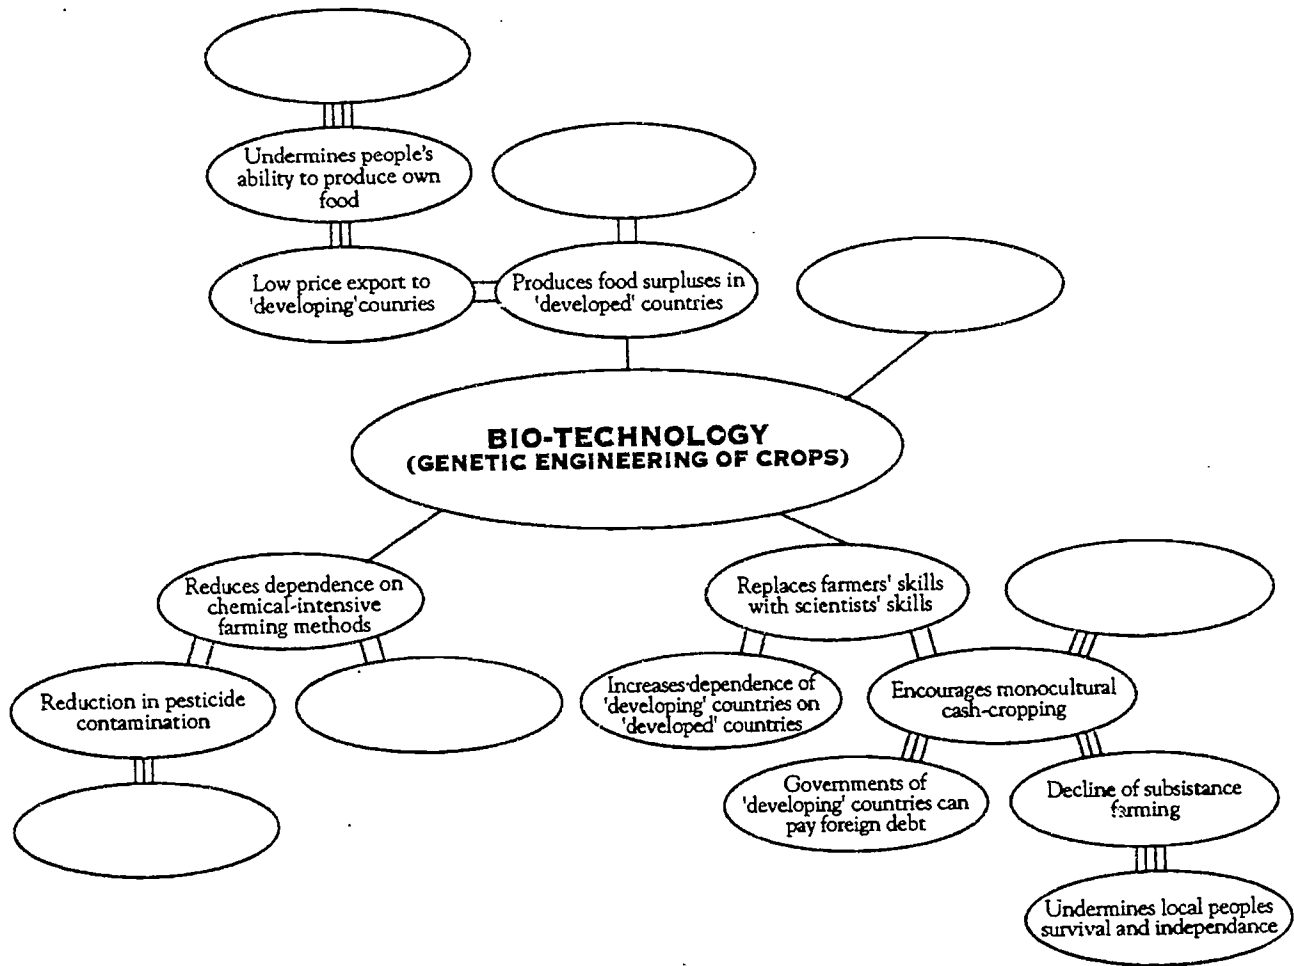 Undermines people's
ability to produce own
food
Low price export to
'developing'counries
Produces food surpluses in
'developed' countries
BIO-TECHNOLOGY
(GENETIC ENGINEERING OF CROPS)
Reduces dependence on
chemical-intensive
farming methods
Replaces farmers' skills
with scientists' skills
Reduction in pesticide
contamination
Increases dependence of
'developing' countries on
'developed' countries
Encourages monocultural
cash-cropping
Governments of
'developing' countries can
pay foreign debt
Decline of subsistance
farming
Undermines local peoples
survival and independance